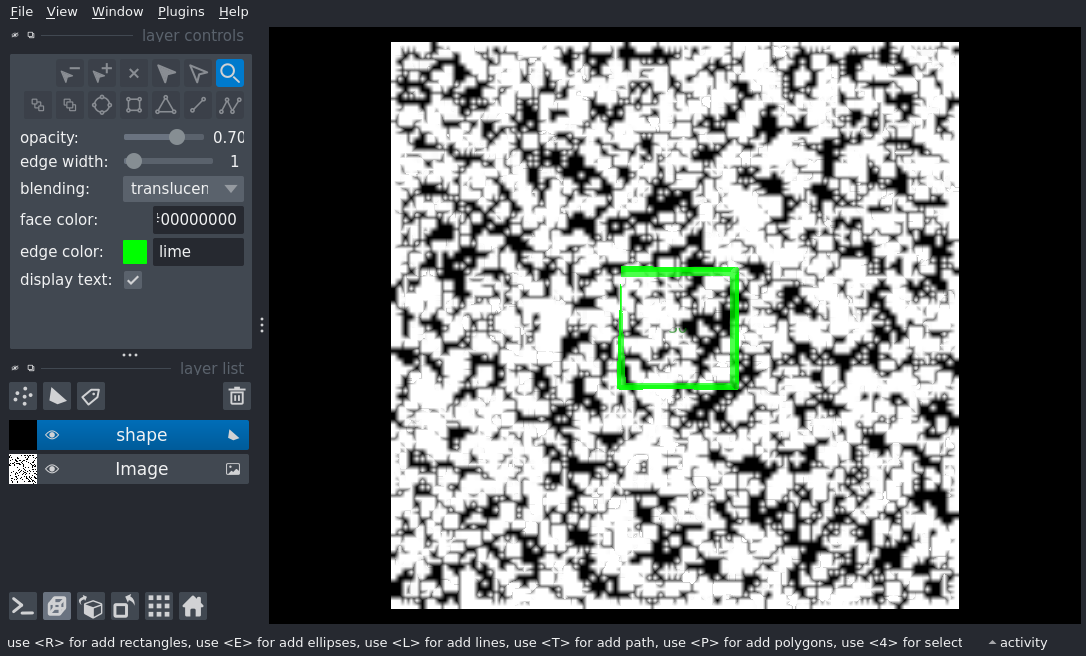 File View Window Plugins Help
layer controls
opacity: 0.70
edge width: 1
blending: translucen
face color: 00000000
edge color: lime
display text:
layer list
shape
Image
use <R> for add rectangles, use <E> for add ellipses, use <L> for add lines, use <T> for add path, use <P> for add polygons, use <4> for select
activity